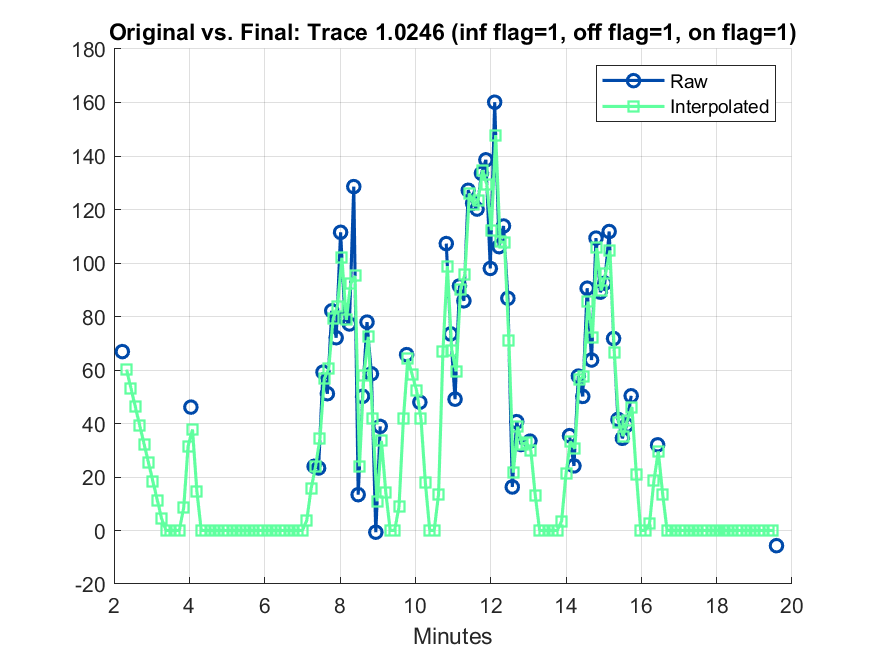 Original vs. Final: Trace 1.0246 (inf flag=1, off flag=1, on flag=1)
180
160
140
120
100
80
60
40
20
0
-20
Raw
Interpolated
2 4 6 8 10 12 14 16 18 20
Minutes